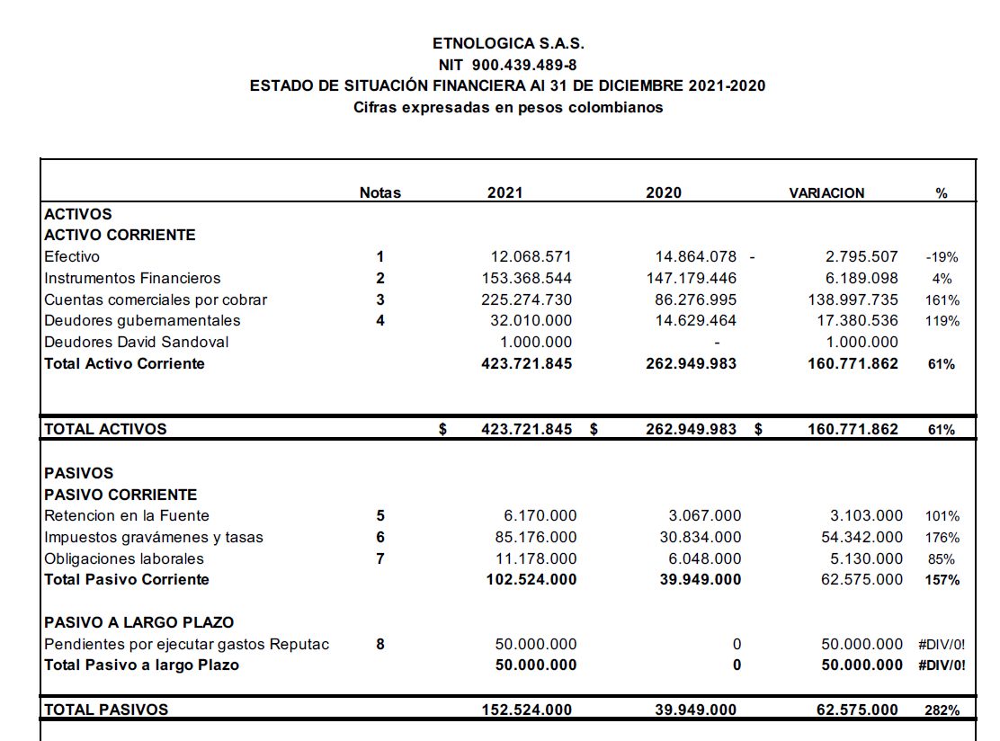 ETNOLOGICA S.A.S.
NIT 900.439.489-8
ESTADO DE SITUACIÓN FINANCIERA Al 31 DE DICIEMBRE 2021-2020
Cifras expresadas en pesos colombianos
Notas 2021 2020 VARIACION %
ACTIVOS
ACTIVO CORRIENTE
Efectivo 1 12.068.571 14.864.078 - 2.795.507 -19%
Instrumentos Financieros 2 153.368.544 147.179.446 6.189.098 4%
Cuentas comerciales por cobrar 3 225.274.730 86.276.995 138.997.735 161%
Deudores gubernamentales 4 32.010.000 14.629.464 17.380.536 119%
Deudores David Sandoval 1.000.000 - 1.000.000
Total Activo Corriente 423.721.845 262.949.983 160.771.862 61%
TOTAL ACTIVOS $ 423.721.845 $ 262.949.983 $ 160.771.862 61%
PASIVOS
PASIVO CORRIENTE
Retencion en la Fuente 5 6.170.000 3.067.000 3.103.000 101%
Impuestos gravámenes y tasas 6 85.176.000 30.834.000 54.342.000 176%
Obligaciones laborales 7 11.178.000 6.048.000 5.130.000 85%
Total Pasivo Corriente 102.524.000 39.949.000 62.575.000 157%
PASIVO A LARGO PLAZO
Pendientes por ejecutar gastos Reputac 8 50.000.000 0 50.000.000 #DIV/0!
Total Pasivo a largo Plazo 50.000.000 0 50.000.000 #DIV/0!
TOTAL PASIVOS 152.524.000 39.949.000 62.575.000 282%